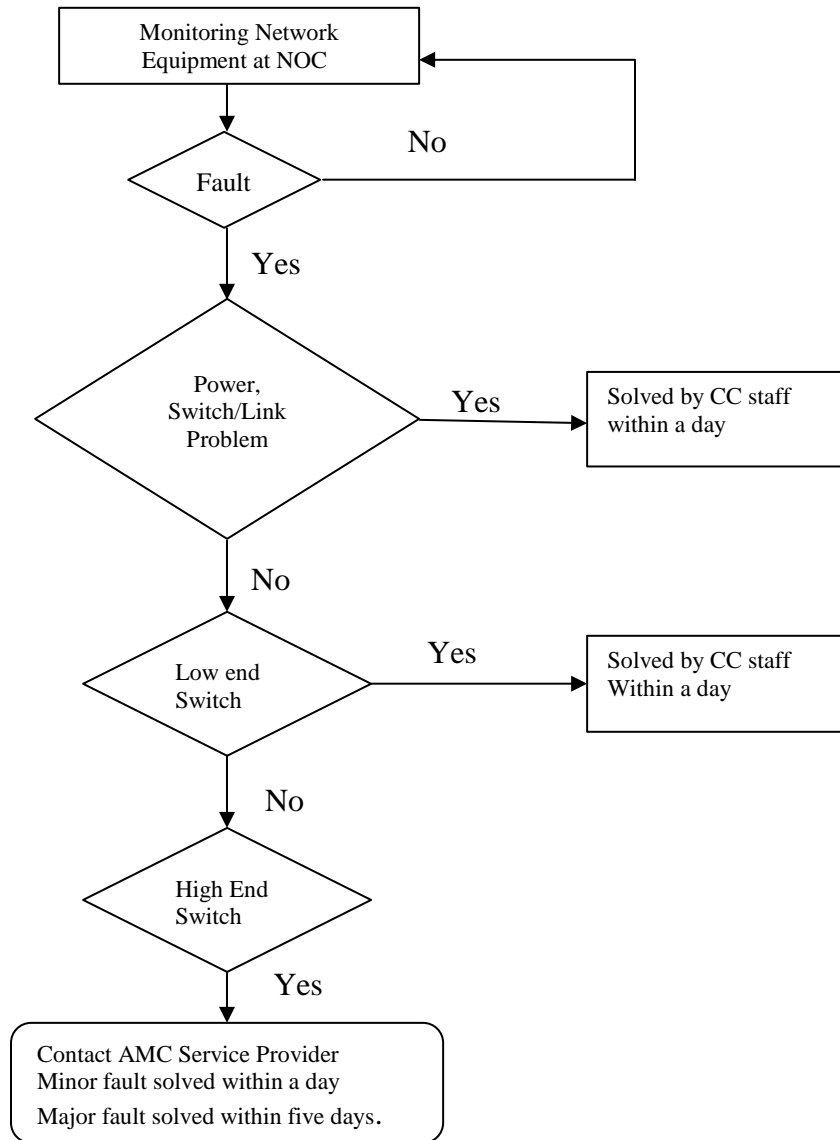 Monitoring Network
Equipment at NOC
No
Fault
Yes
Power,
Switch/Link
Problem
Yes
Solved by CC staff
within a day
No
Low end
Switch
Yes
Solved by CC staff
Within a day
No
High End
Switch
Yes
Contact AMC Service Provider
Minor fault solved within a day
Major fault solved within five days.